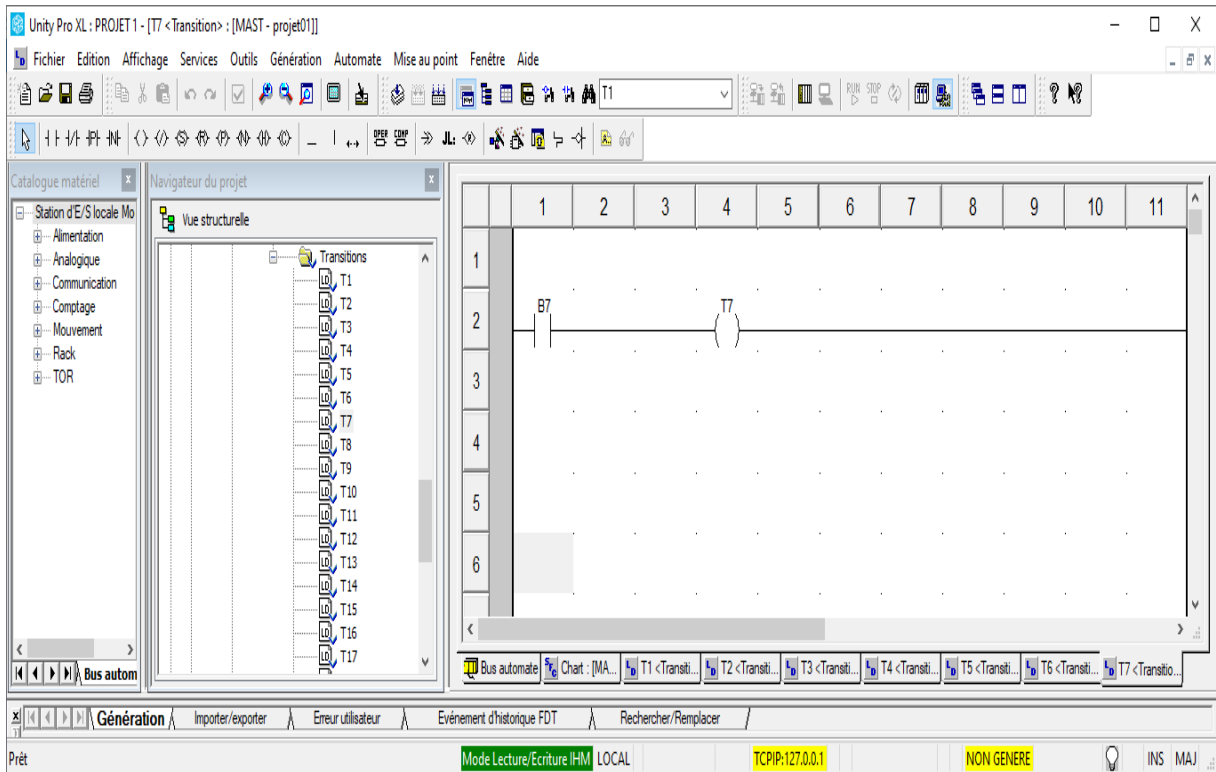 Unity Pro XL : PROJET 1 - [T7 <Transition> : [MAST - projet01]]
Fichier Edition Affichage Services Outils Génération Automate Mise au point Fenêtre Aide
T1
RUN STOP
OPER COMP
Catalogue matériel
Station d'E/S locale Mo
Alimentation
Analogique
Communication
Comptage
Mouvement
Rack
TOR
Bus autom
Navigateur du projet
Vue structurelle
Transitions
T1
T2
T3
T4
T5
T6
T7
T8
T9
T10
T11
T12
T13
T14
T15
T16
T17
1 2 3 4 5 6 7 8 9 10 11
1
2
3
4
5
6
B7 T7
Bus automate Chart : [MA... T1 <Transiti... T2 <Transiti... T3 <Transiti... T4 <Transiti... T5 <Transiti... T6 <Transiti... T7 <Transitio...
Génération Importer/exporter Erreur utilisateur Evénement d'historique FDT Rechercher/Remplacer
Prêt Mode Lecture/Ecriture IHM LOCAL TCPIP:127.0.0.1 NON GENERE INS MAJ